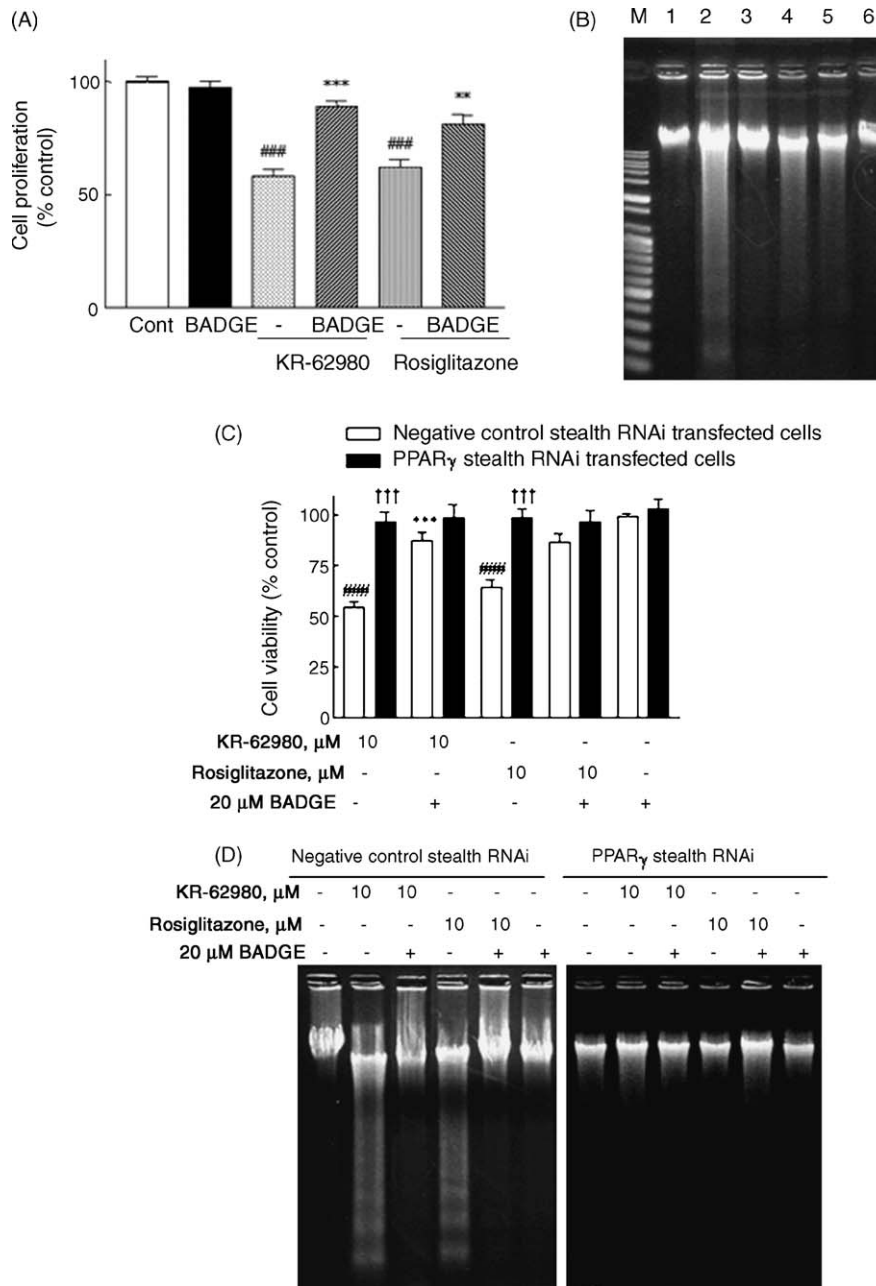 (A)
Cell proliferation
(% control)
100
50
0
###
***
###
**
Cont BADGE - BADGE - BADGE
KR-62980 Rosiglitazone
(B)
M 1 2 3 4 5 6
(C)
Negative control stealth RNAi transfected cells
PPARγ stealth RNAi transfected cells
Cell viability (% control)
100
75
50
25
0
###
†††
***
###
†††
KR-62980, μM 10 10 - - -
Rosiglitazone, μM - - 10 10 -
20 μM BADGE - + - + +
(D)
Negative control stealth RNAi PPARγ stealth RNAi
KR-62980, μM - 10 10 - - - - 10 10 - - -
Rosiglitazone, μM - - - 10 10 - - - - 10 10 -
20 μM BADGE - - + - + + - - + - + +